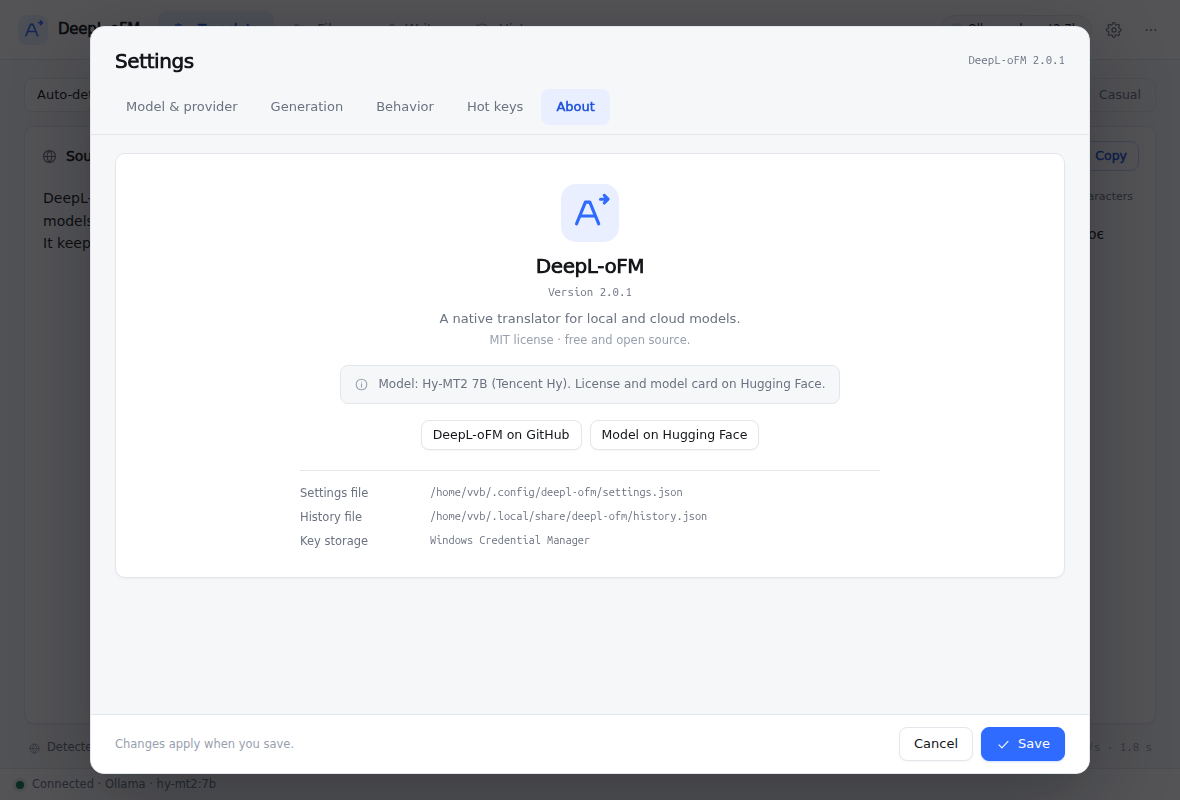 DeepL-oFM
Settings
DeepL-oFM 2.0.1
Model & provider
Generation
Behavior
Hot keys
About
Casual
Copy
DeepL-oFM
Version 2.0.1
A native translator for local and cloud models.
MIT license · free and open source.
Model: Hy-MT2 7B (Tencent Hy). License and model card on Hugging Face.
DeepL-oFM on GitHub
Model on Hugging Face
Settings file
/home/vvb/.config/deepl-ofm/settings.json
History file
/home/vvb/.local/share/deepl-ofm/history.json
Key storage
Windows Credential Manager
models
It keep
Changes apply when you save.
Cancel
Save
1.8 s
Connected · Ollama · hy-mt2:7b